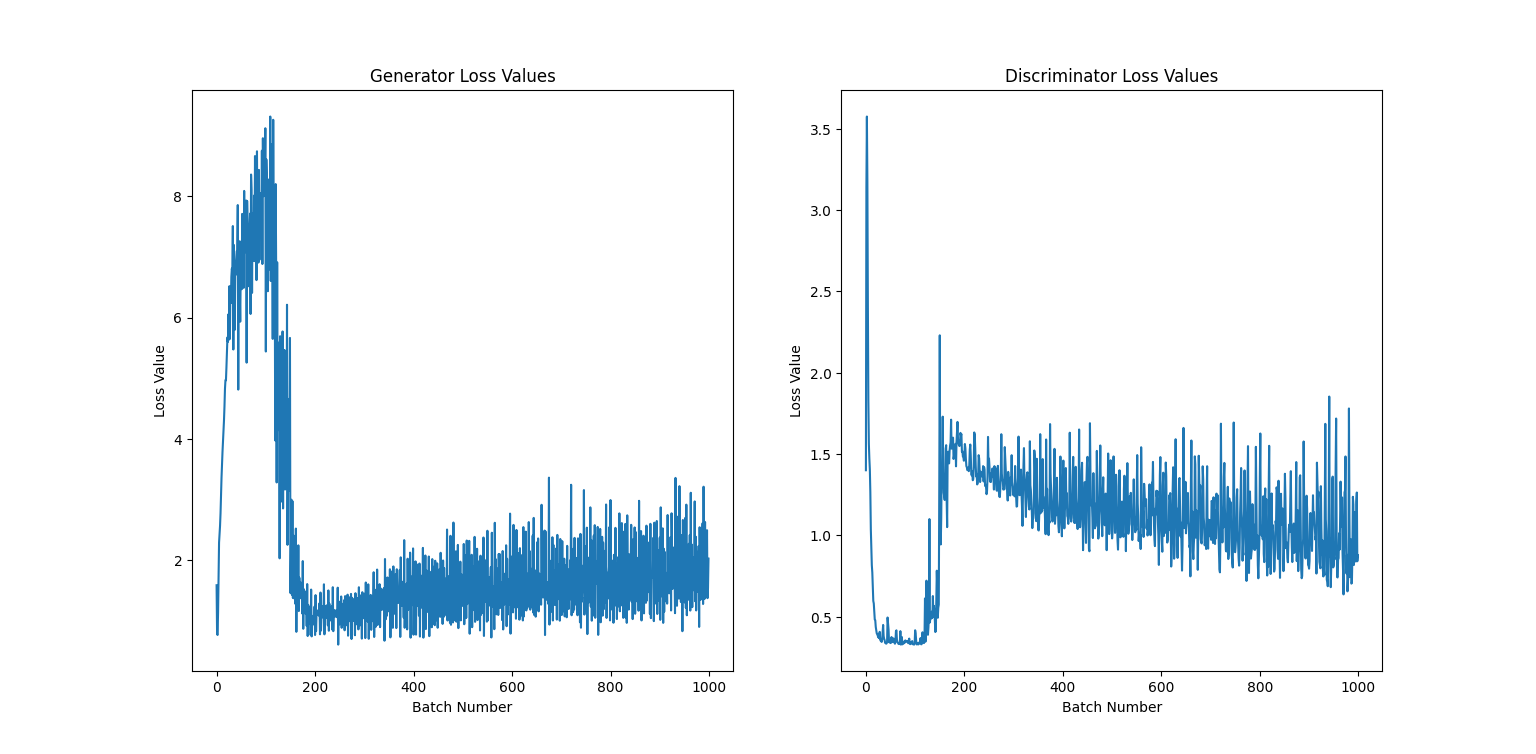 Generator Loss Values
Loss Value
8
6
4
2
0 200 400 600 800 1000
Batch Number
Discriminator Loss Values
Loss Value
3.5
3.0
2.5
2.0
1.5
1.0
0.5
0 200 400 600 800 1000
Batch Number